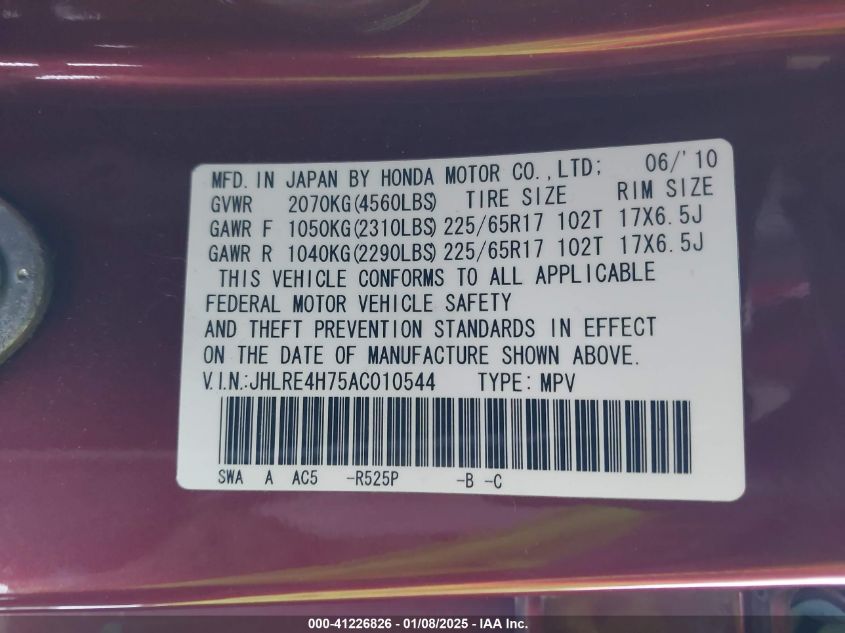 MFD. IN JAPAN BY HONDA MOTOR CO.,LTD; 06/'10
GVWR 2070KG(4560LBS) TIRE SIZE RIM SIZE
GAWR F 1050KG(2310LBS) 225/65R17 102T 17X6.5J
GAWR R 1040KG(2290LBS) 225/65R17 102T 17X6.5J
THIS VEHICLE CONFORMS TO ALL APPLICABLE
FEDERAL MOTOR VEHICLE SAFETY
AND THEFT PREVENTION STANDARDS IN EFFECT
ON THE DATE OF MANUFACTURE SHOWN ABOVE.
V.I.N.:JHLRE4H75AC010544 TYPE: MPV
SWA A AC5 -R525P -B -C
000-41226826 - 01/08/2025 - IAA Inc.